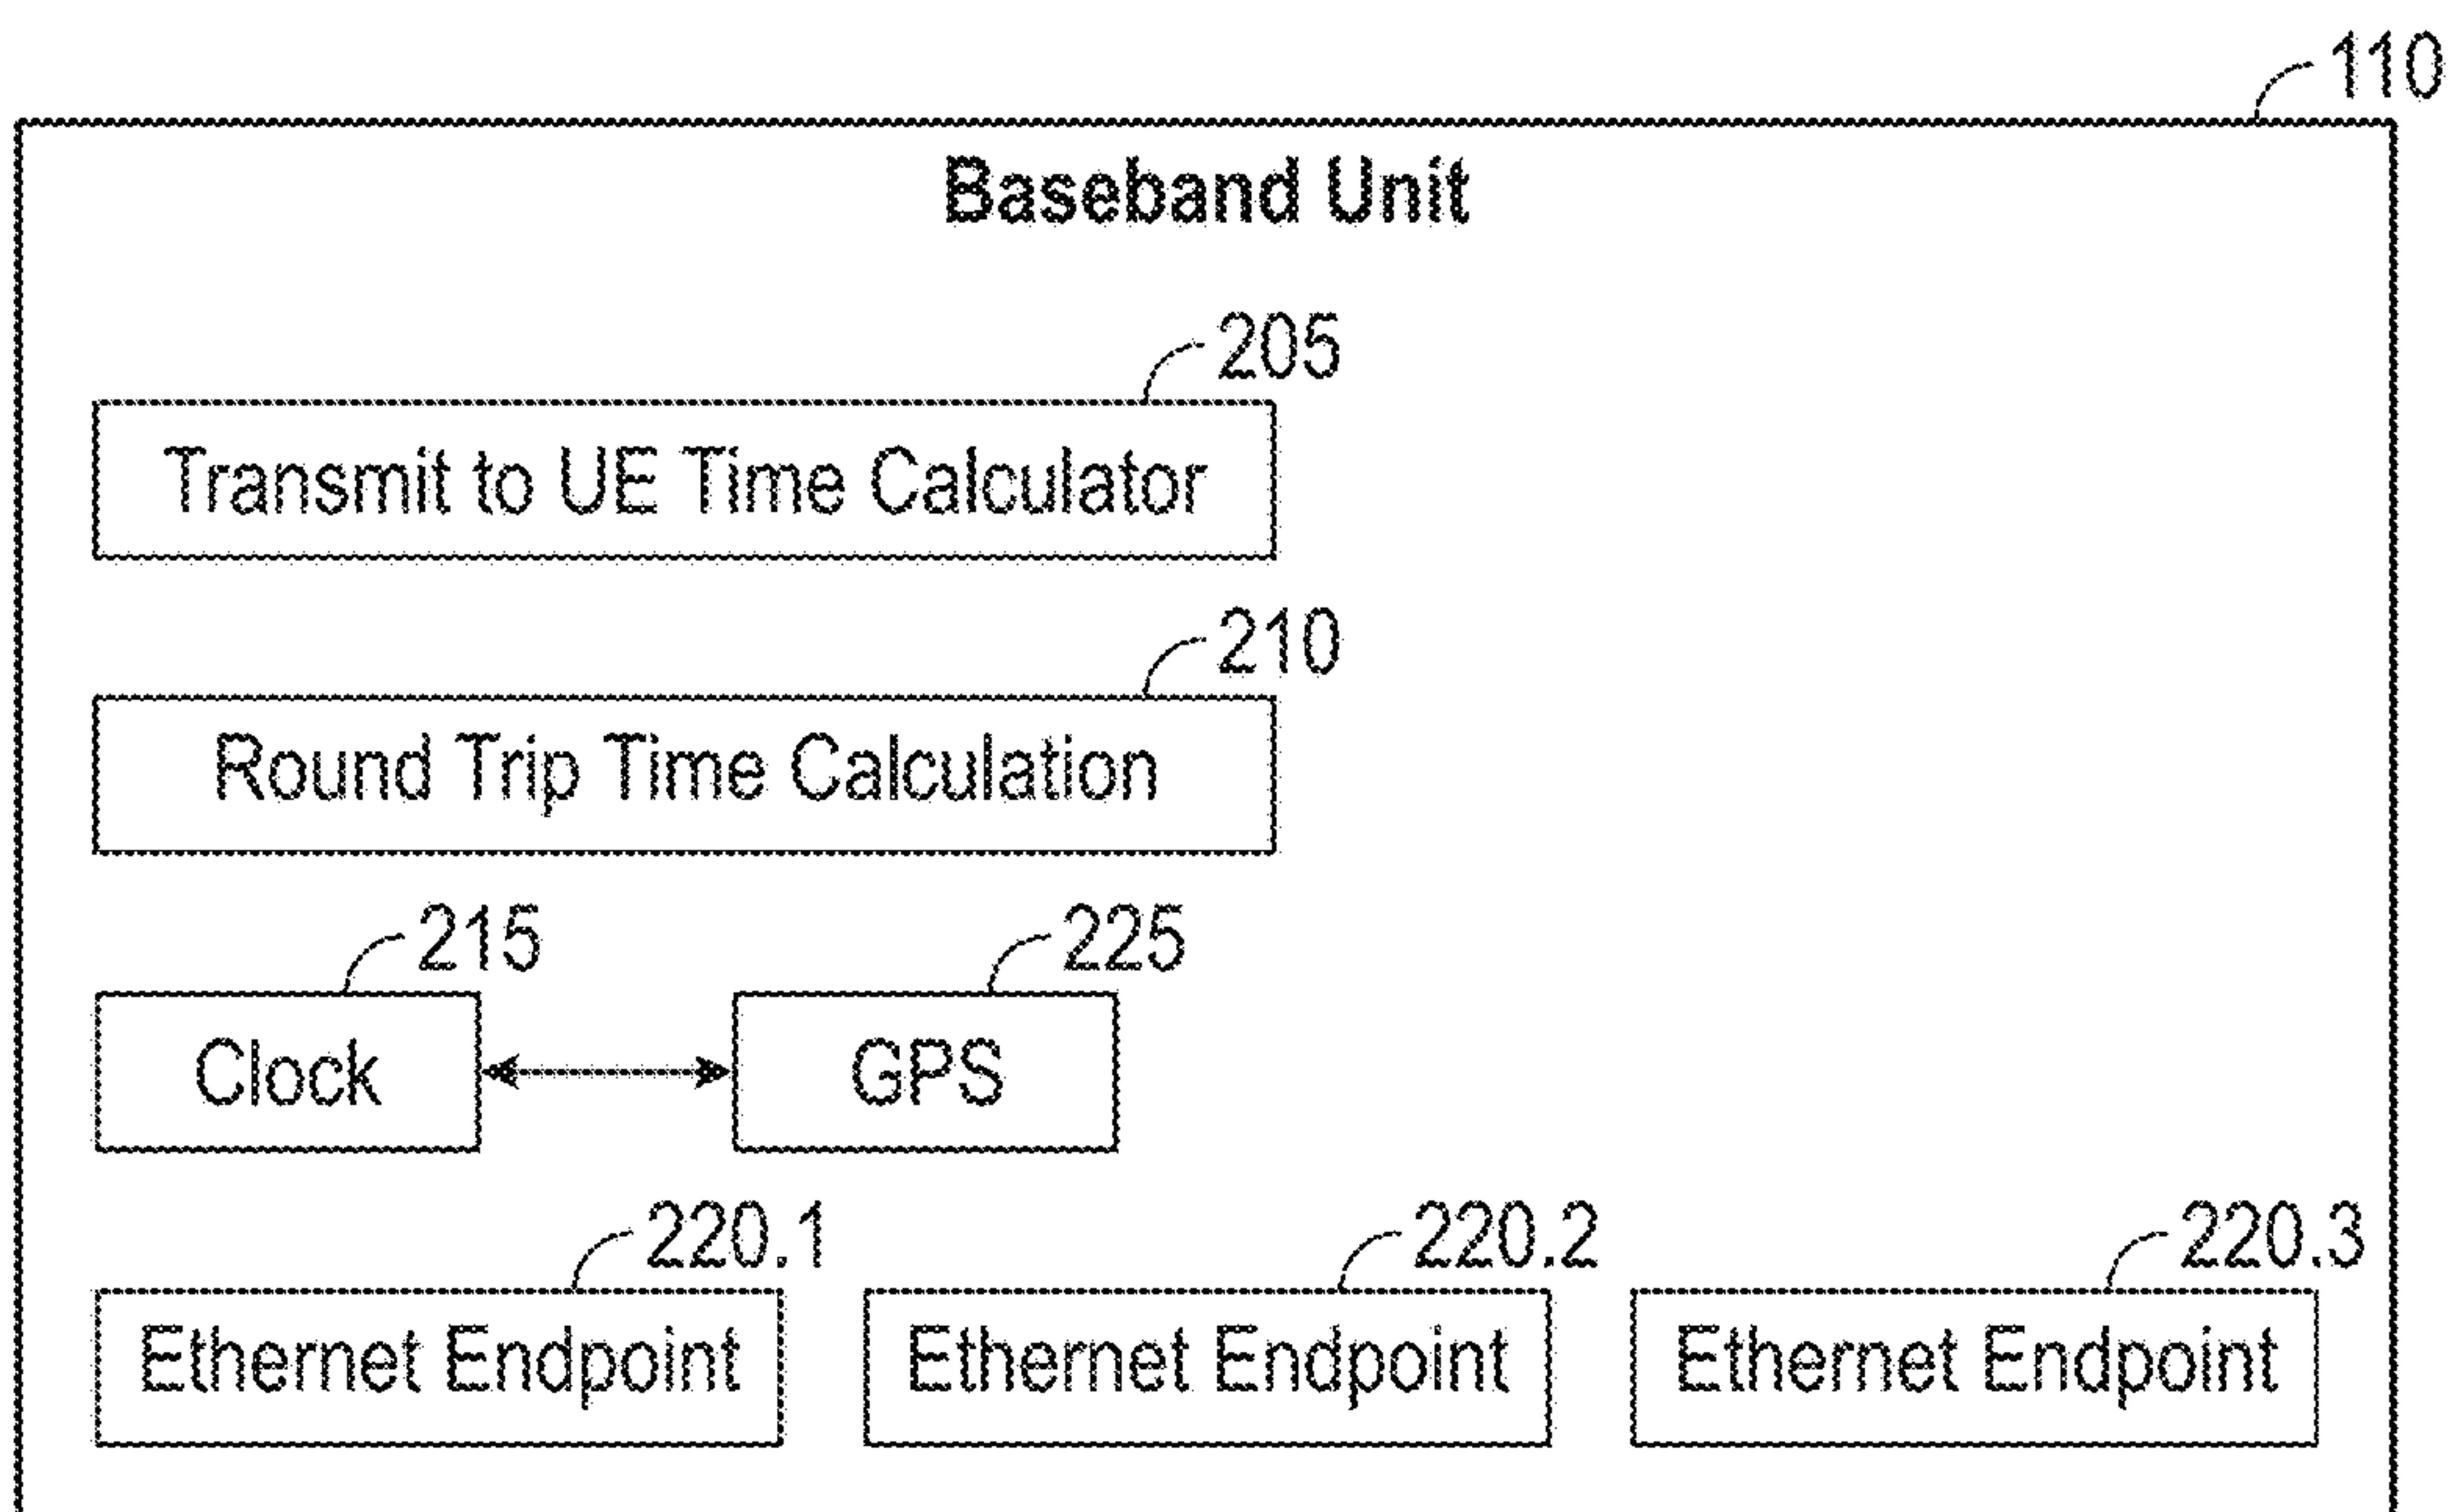 110
Baseband Unit
205
Transmit to UE Time Calculator
210
Round Trip Time Calculation
215 225
Clock GPS
220.1 220.2 220.3
Ethernet Endpoint Ethernet Endpoint Ethernet Endpoint